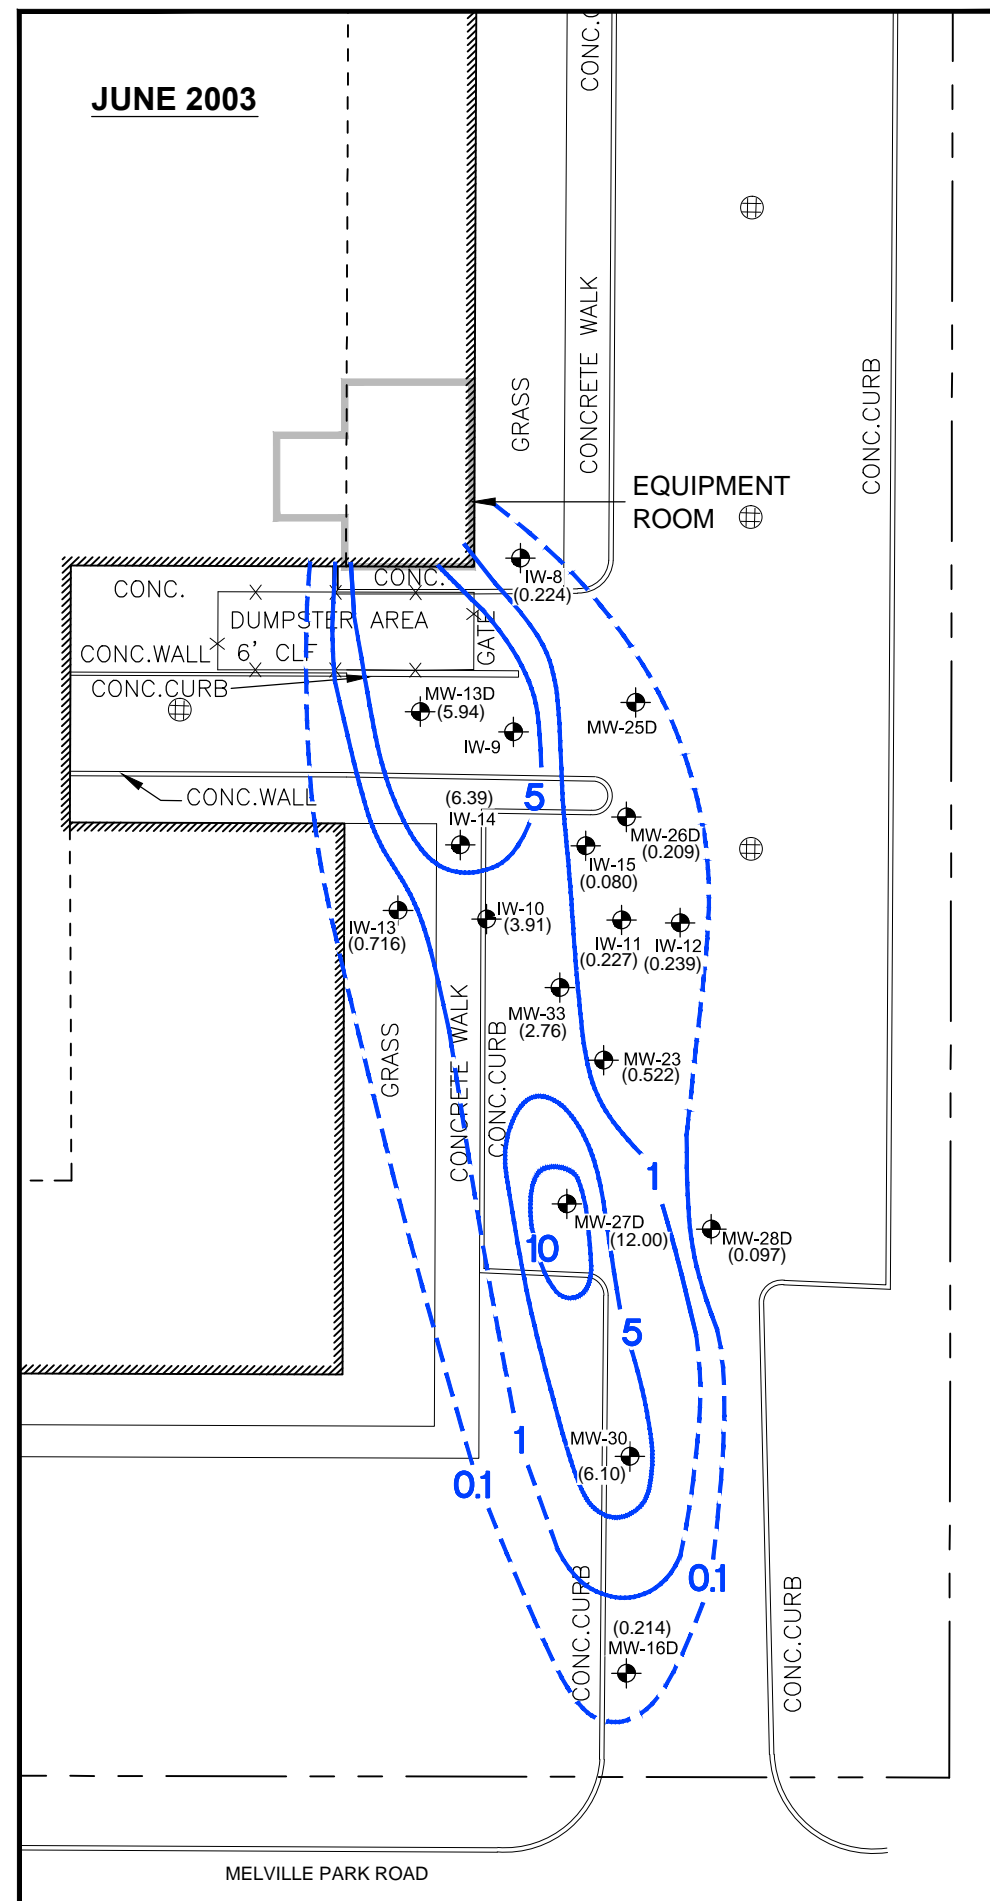 JUNE 2003
CONC.
CONCRETE WALK
GRASS
CONC.CURB
EQUIPMENT
ROOM
IW-8
(0.224)
CONC.
CONC.
DUMPSTER AREA
6' CLF
GATE
CONC.WALL
CONC.CURB
MW-13D
(5.94)
IW-9
MW-25D
CONC.WALL
5
(6.39)
IW-14
MW-26D
(0.209)
IW-15
(0.080)
IW-13
(0.716)
IW-10
(3.91)
IW-11
(0.227)
IW-12
(0.239)
MW-33
(2.76)
MW-23
(0.522)
GRASS
CONCRETE WALK
CONC.CURB
1
MW-27D
(12.00)
10
MW-28D
(0.097)
5
MW-30
(6.10)
1
0.1
0.1
CONC.CURB
CONC.CURB
(0.214)
MW-16D
MELVILLE PARK ROAD